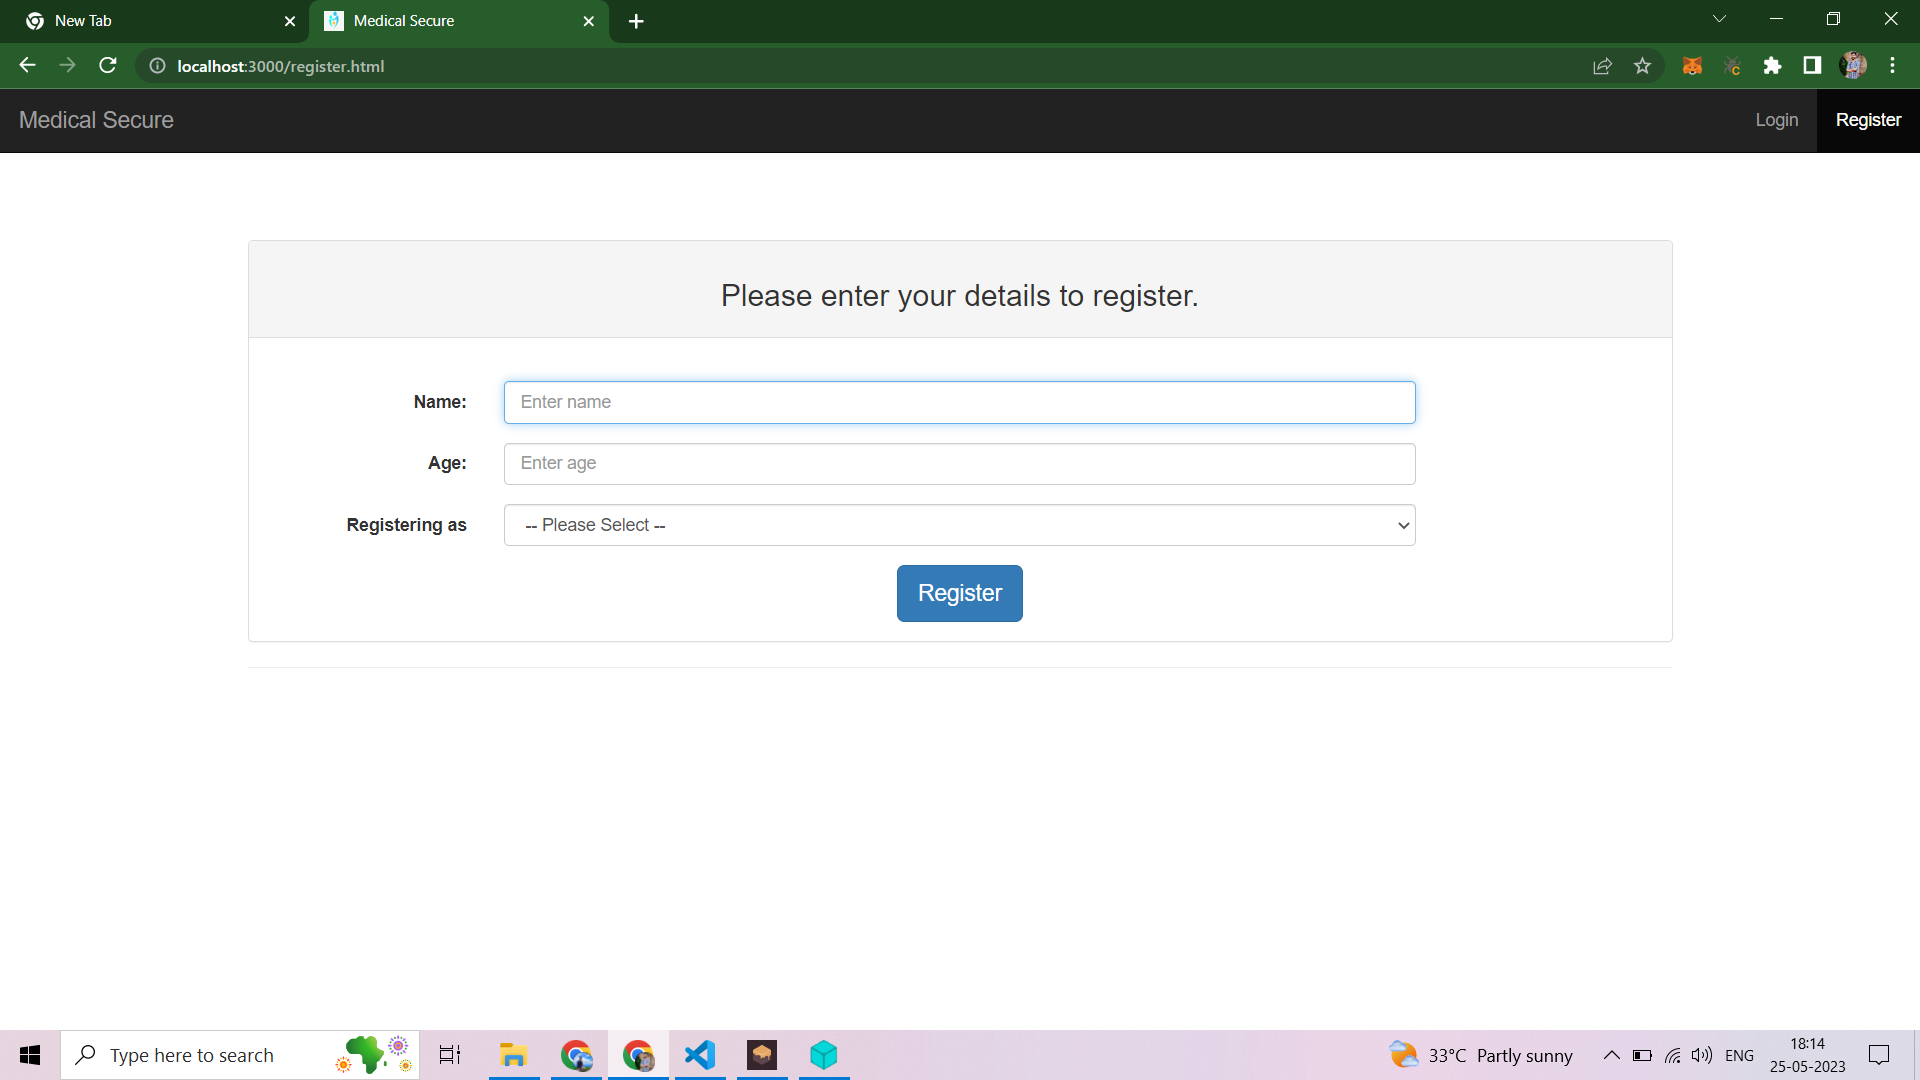 New Tab
Medical Secure
localhost:3000/register.html
Medical Secure
Login
Register
Please enter your details to register.
Name:
Enter name
Age:
Enter age
Registering as
-- Please Select --
Register
Type here to search
33°C Partly sunny
ENG
18:14
25-05-2023